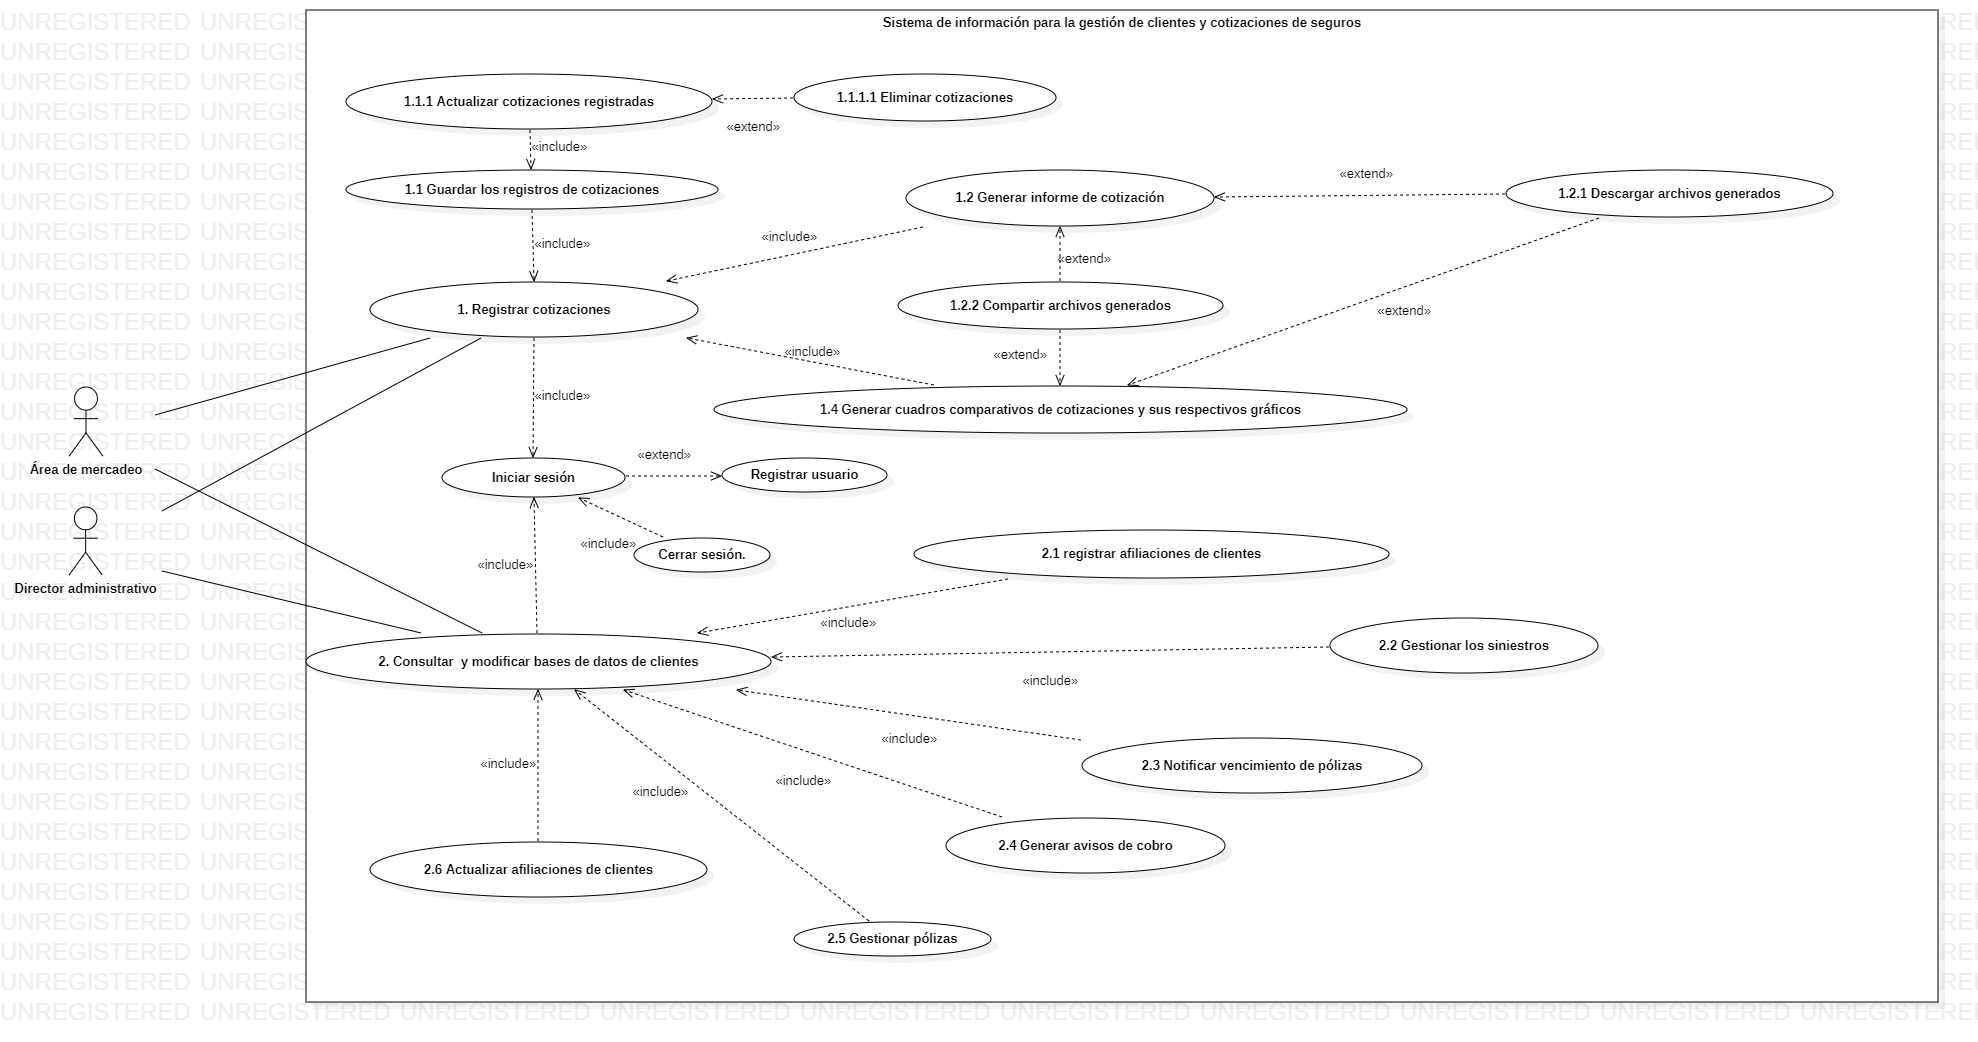 Sistema de información para la gestión de clientes y cotizaciones de seguros
1.1.1 Actualizar cotizaciones registradas
1.1.1.1 Eliminar cotizaciones
«extend»
«include»
1.1 Guardar los registros de cotizaciones
1.2 Generar informe de cotización
«extend»
1.2.1 Descargar archivos generados
«include»
«include»
«extend»
1. Registrar cotizaciones
1.2.2 Compartir archivos generados
«extend»
«include»
«extend»
«include»
1.4 Generar cuadros comparativos de cotizaciones y sus respectivos gráficos
Área de mercadeo
«extend»
Iniciar sesión
Registrar usuario
«include»
Cerrar sesión.
«include»
2.1 registrar afiliaciones de clientes
Director administrativo
«include»
2. Consultar  y modificar bases de datos de clientes
2.2 Gestionar los siniestros
«include»
«include»
2.3 Notificar vencimiento de pólizas
«include»
«include»
«include»
2.4 Generar avisos de cobro
2.6 Actualizar afiliaciones de clientes
2.5 Gestionar pólizas
UNREGISTERED UNREGISTERED UNREGISTERED UNREGISTERED UNREGISTERED UNREGISTERED UNREGISTERED UNREGISTERED UNREGISTERED